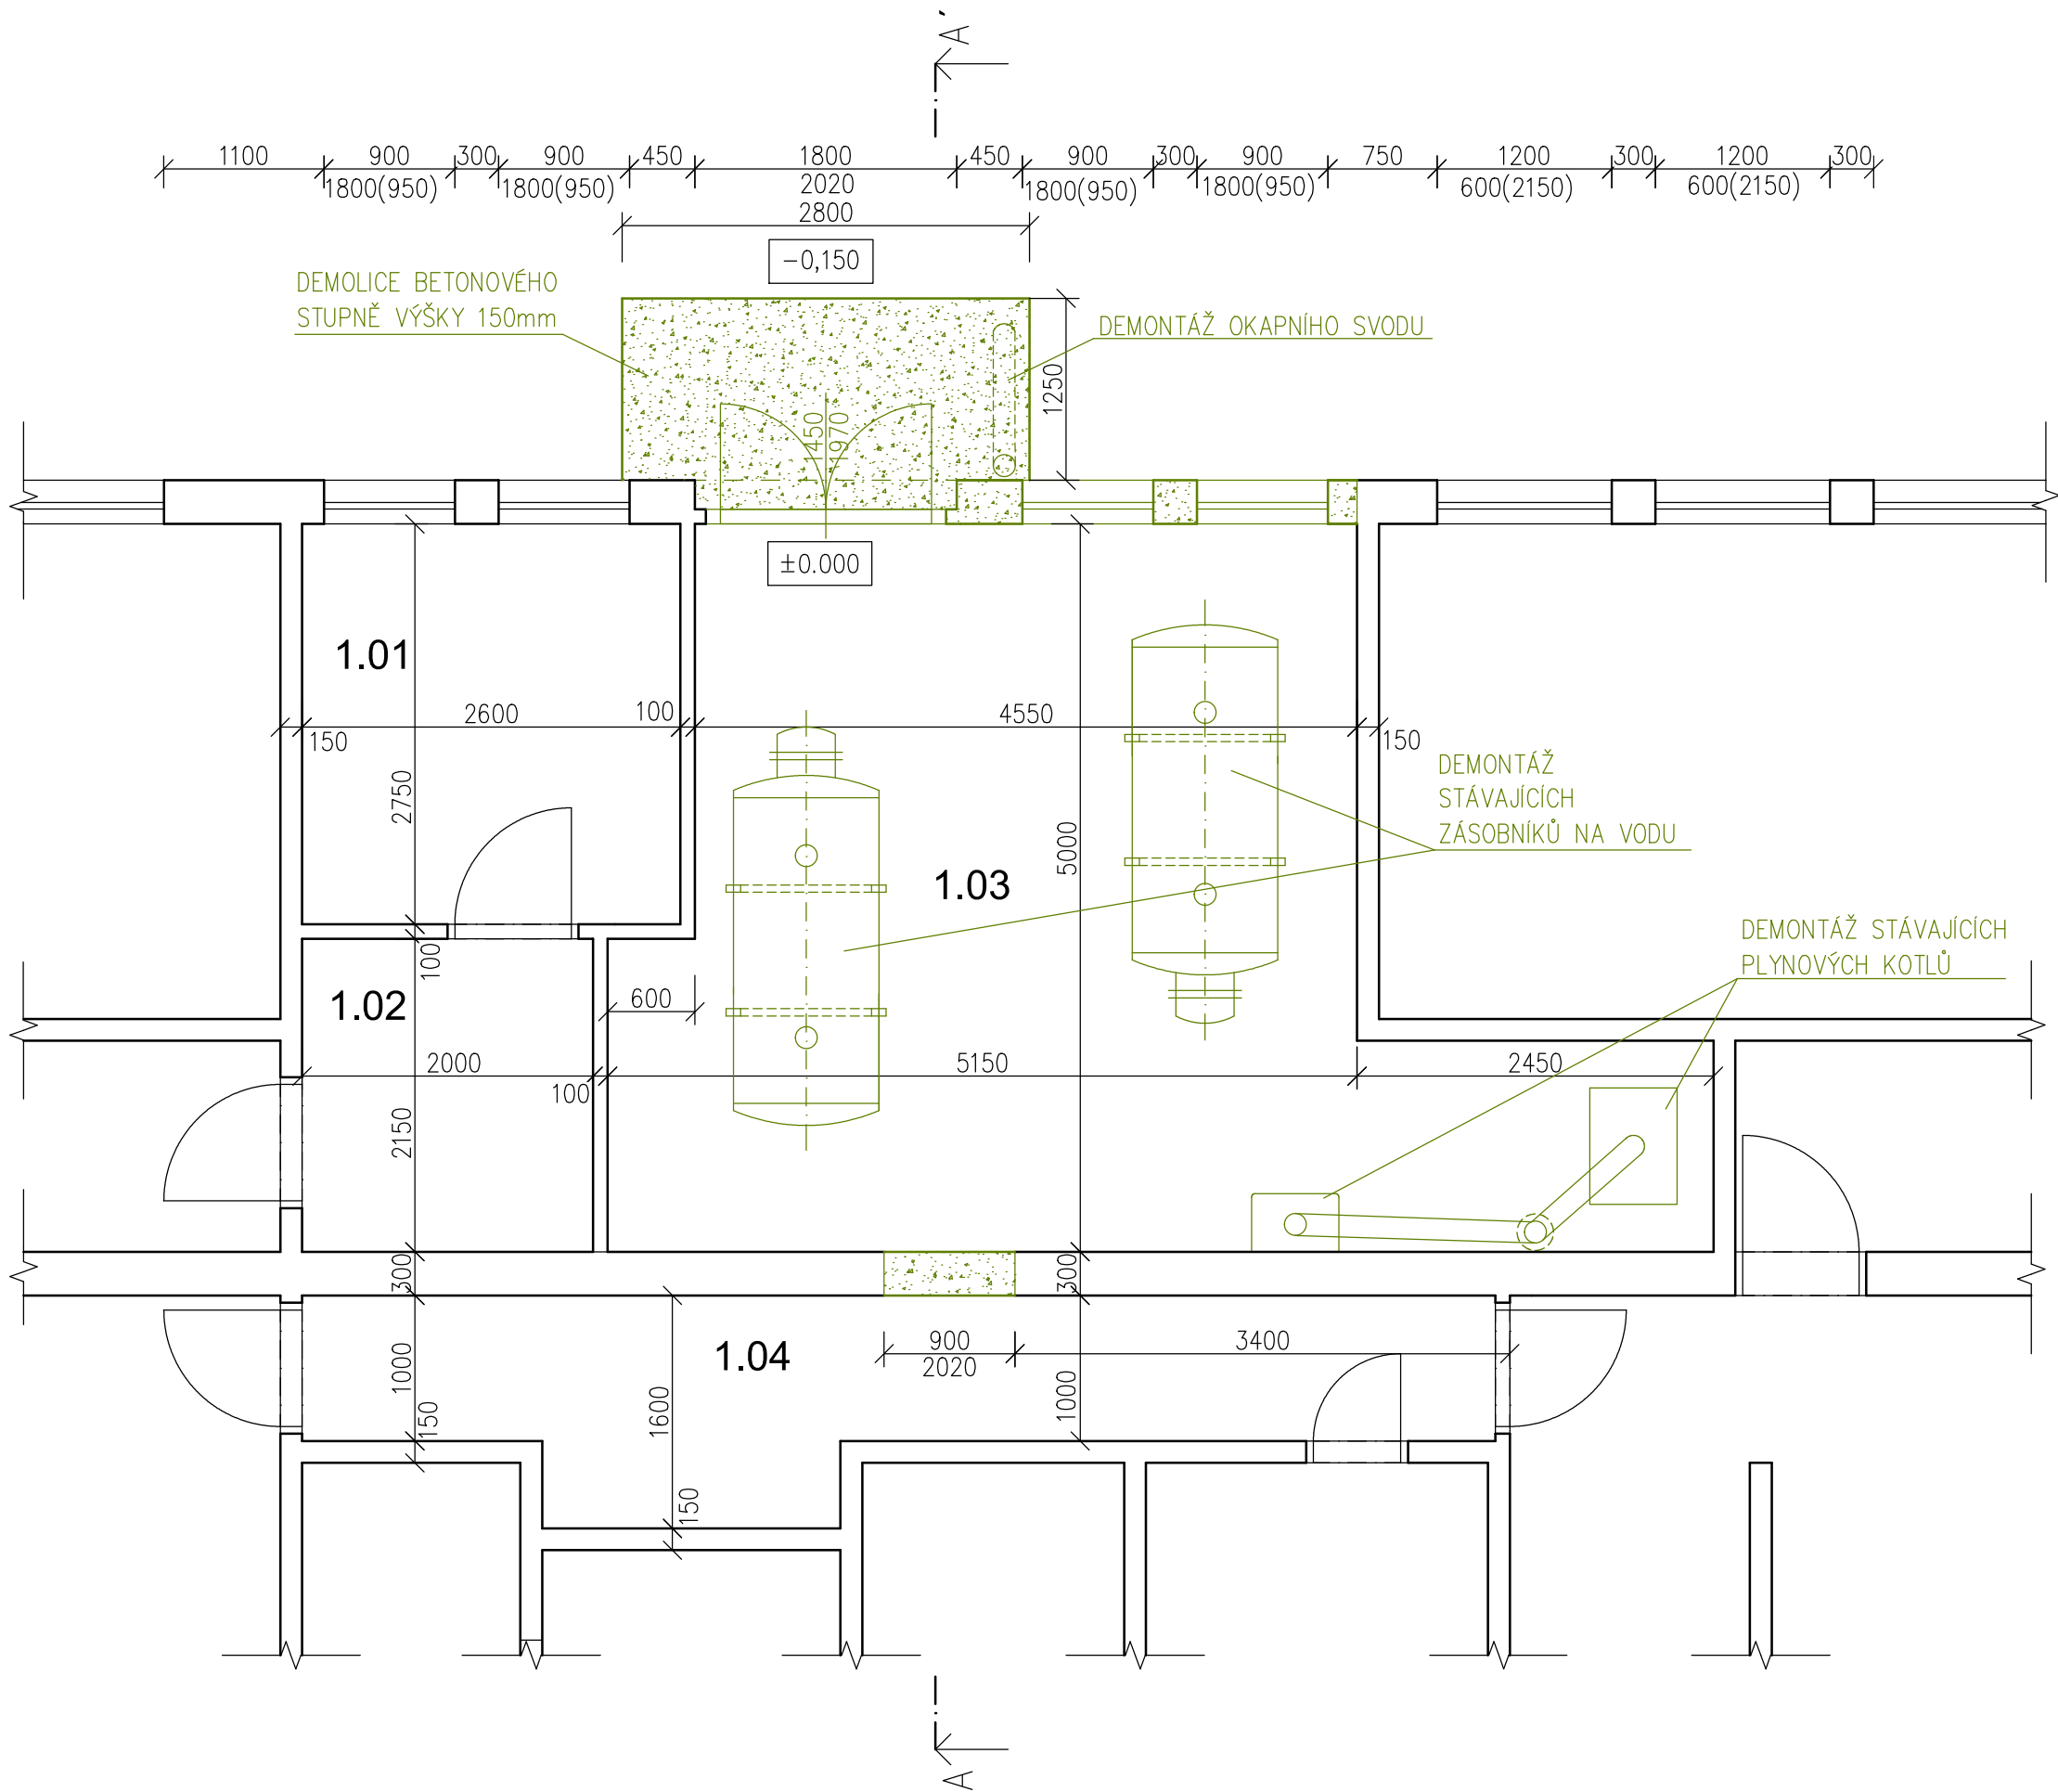 A'
1100 900 300 900 450 1800 450 900 300 900 750 1200 300 1200 300
1800(950) 1800(950) 2020 1800(950) 1800(950) 600(2150) 600(2150)
2800
-0,150
DEMOLICE BETONOVÉHO
STUPNĚ VÝŠKY 150mm
DEMONTÁŽ OKAPNÍHO SVODU
1250
1450
1970
±0.000
1.01
2600 100 4550
150 150
2750
DEMONTÁŽ
STÁVAJÍCÍCH
ZÁSOBNÍKŮ NA VODU
5000
1.03
DEMONTÁŽ STÁVAJÍCÍCH
PLYNOVÝCH KOTLŮ
100
1.02
600
2000 5150 2450
100
2150
300 300
1.04
900 3400
2020
1000
150
1600
1000
150
A